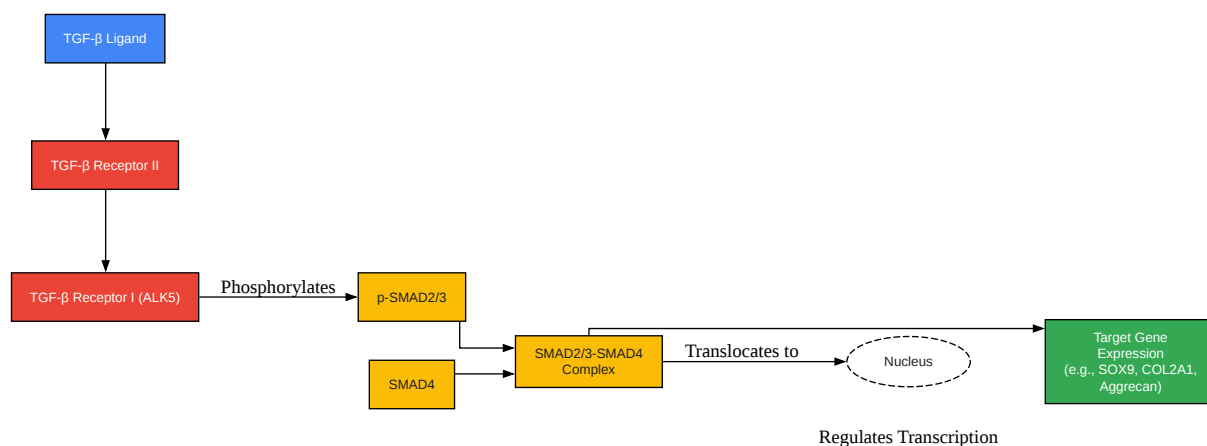 TGF-β Ligand
TGF-β Receptor II
TGF-β Receptor I (ALK5)
Phosphorylates
p-SMAD2/3
SMAD4
SMAD2/3-SMAD4
Complex
Translocates to
Nucleus
Target Gene
Expression
(e.g., SOX9, COL2A1,
Aggrecan)
Regulates Transcription